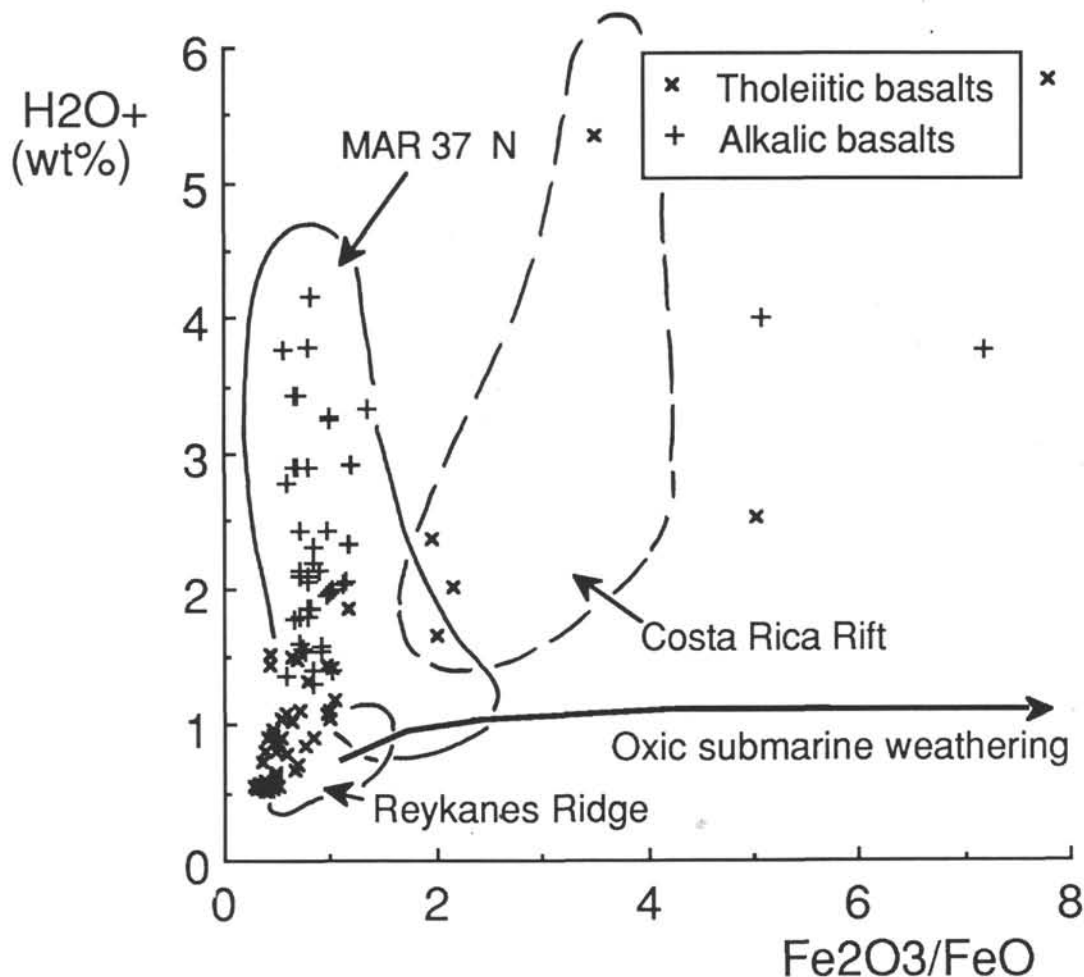 H2O+
(wt%)
6
5
4
3
2
1
0
0
2
4
6
8
Fe2O3/FeO
× Tholeiitic basalts
+ Alkalic basalts
MAR 37 N
Costa Rica Rift
Oxic submarine weathering
Reykanes Ridge